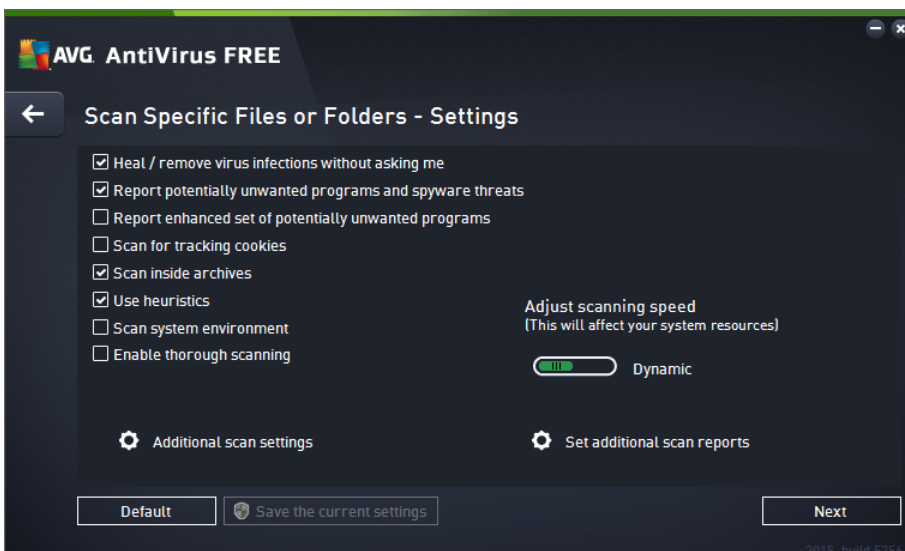 AVG. AntiVirus FREE
Scan Specific Files or Folders - Settings
Heal / remove virus infections without asking me
Report potentially unwanted programs and spyware threats
Report enhanced set of potentially unwanted programs
Scan for tracking cookies
Scan inside archives
Use heuristics
Scan system environment
Enable thorough scanning
Adjust scanning speed
(This will affect your system resources)
Dynamic
Additional scan settings
Set additional scan reports
Default
Save the current settings
Next
2015, build